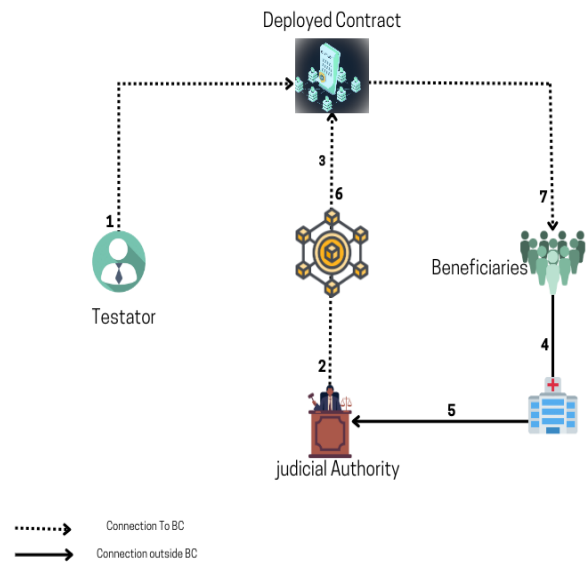 Deployed Contract
3
6
1
7
Beneficiaries
Testator
4
2
5
judicial Authority
Connection To BC
Connection outside BC